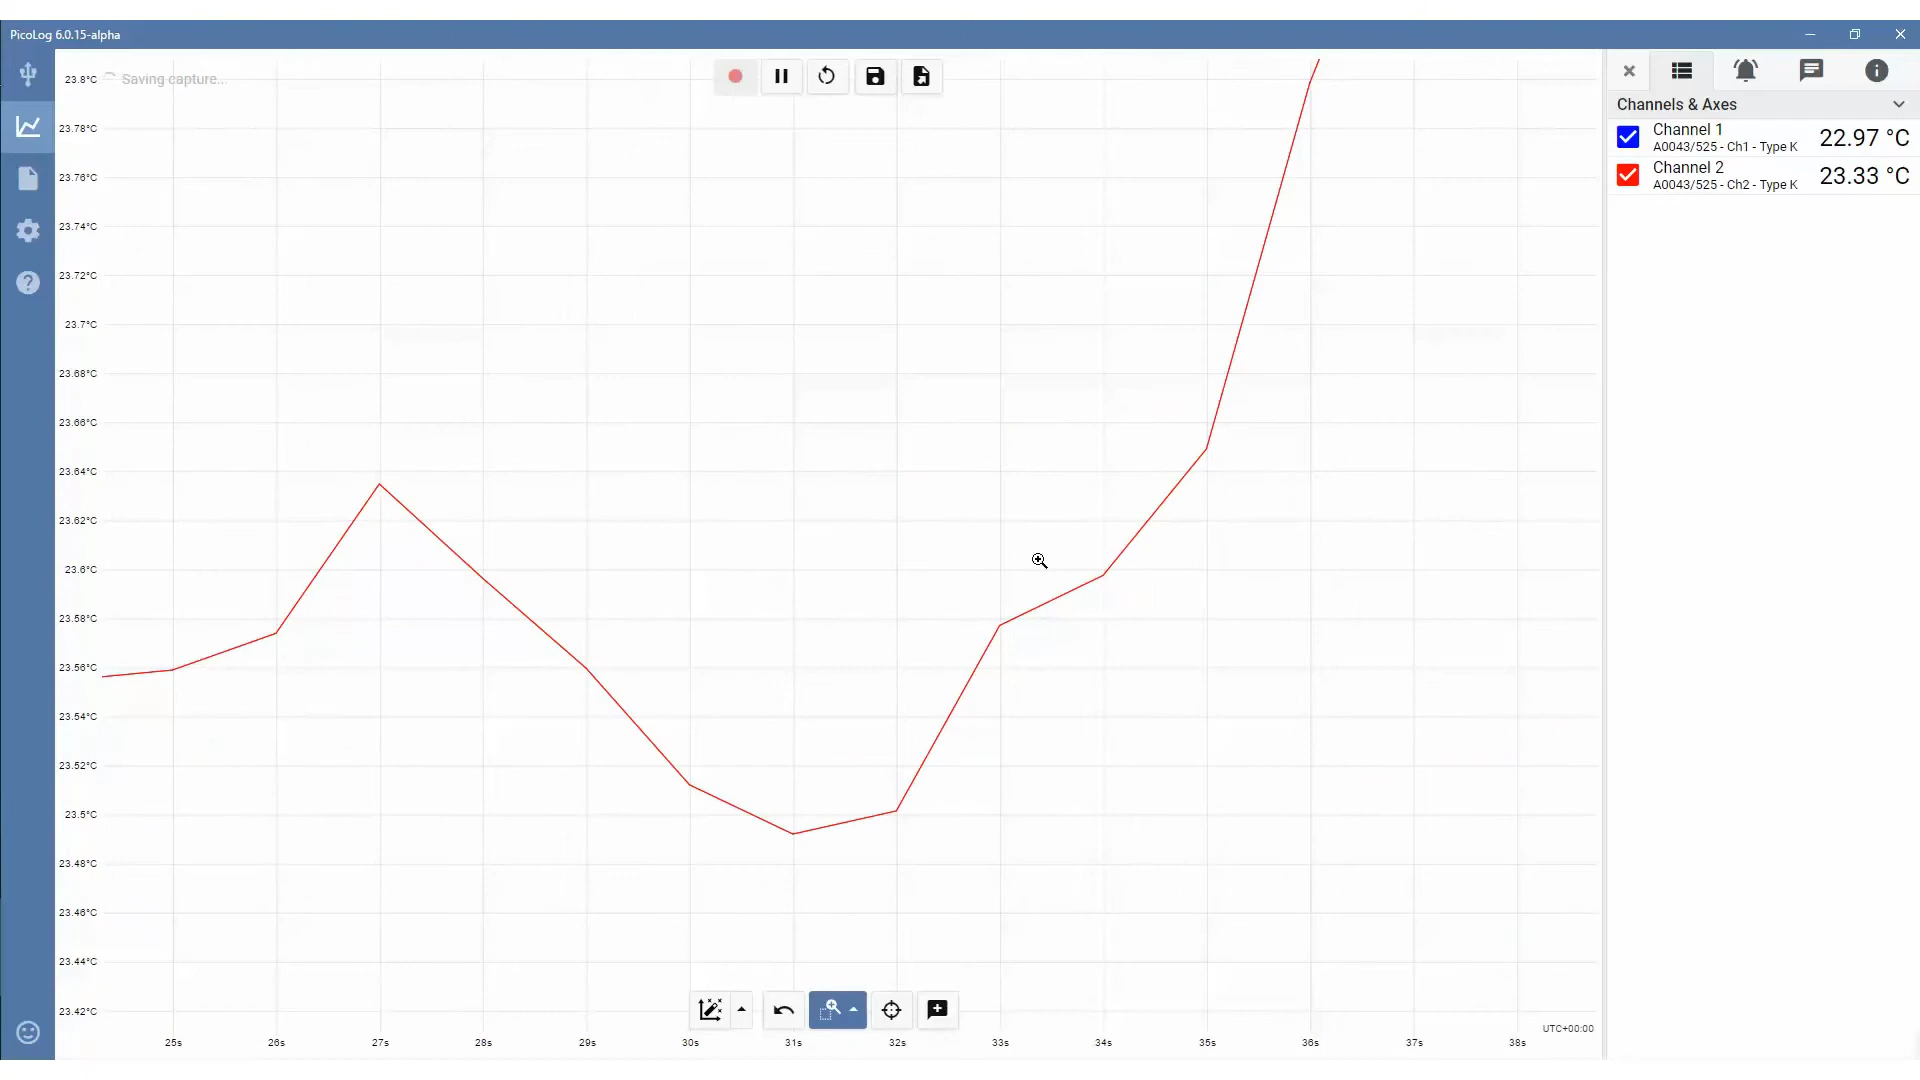 PicoLog 6.0.15-alpha
Saving capture...
23.8°C
23.78°C
23.76°C
23.74°C
23.72°C
23.7°C
23.68°C
23.66°C
23.64°C
23.62°C
23.6°C
23.58°C
23.56°C
23.54°C
23.52°C
23.5°C
23.48°C
23.46°C
23.44°C
23.42°C
25s 26s 27s 28s 29s 30s 31s 32s 33s 34s 35s 36s 37s 38s
UTC+00:00
Channels & Axes
Channel 1
A0043/525 - Ch1 - Type K
22.97 °C
Channel 2
A0043/525 - Ch2 - Type K
23.33 °C